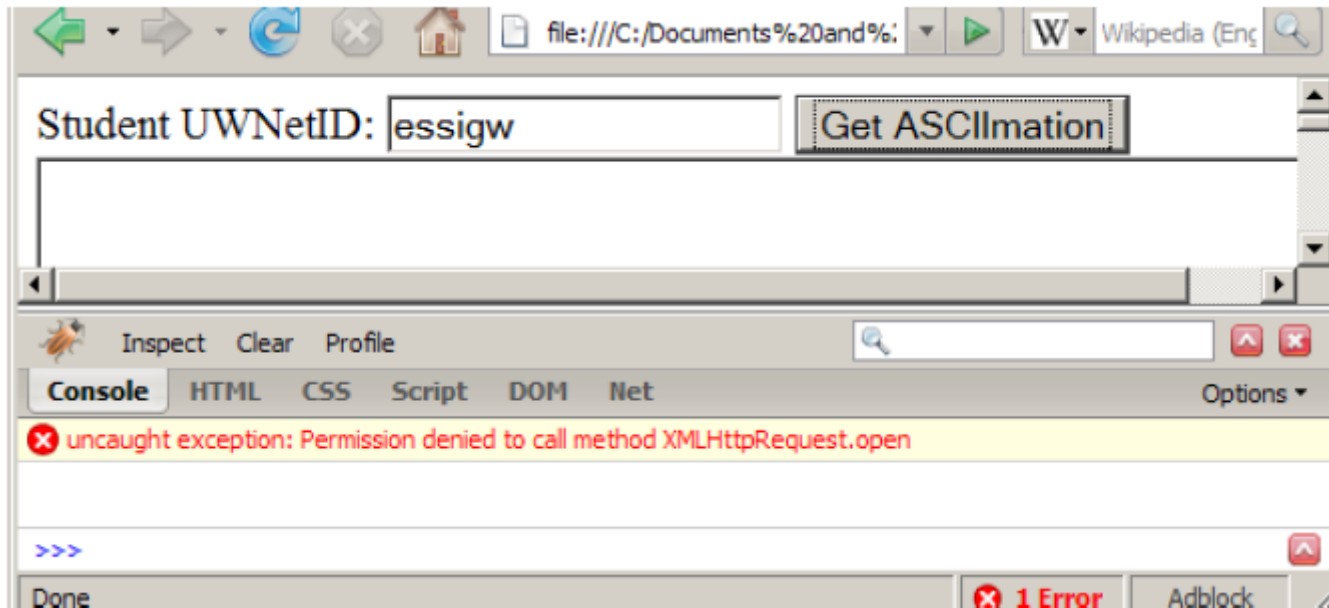 file:///C:/Documents%20and%: W Wikipedia (Eng
Student UWNetID: essigw Get ASCIImation
Inspect Clear Profile
Console HTML CSS Script DOM Net Options
uncaught exception: Permission denied to call method XMLHttpRequest.open
>>>
Done 1 Error Adblock